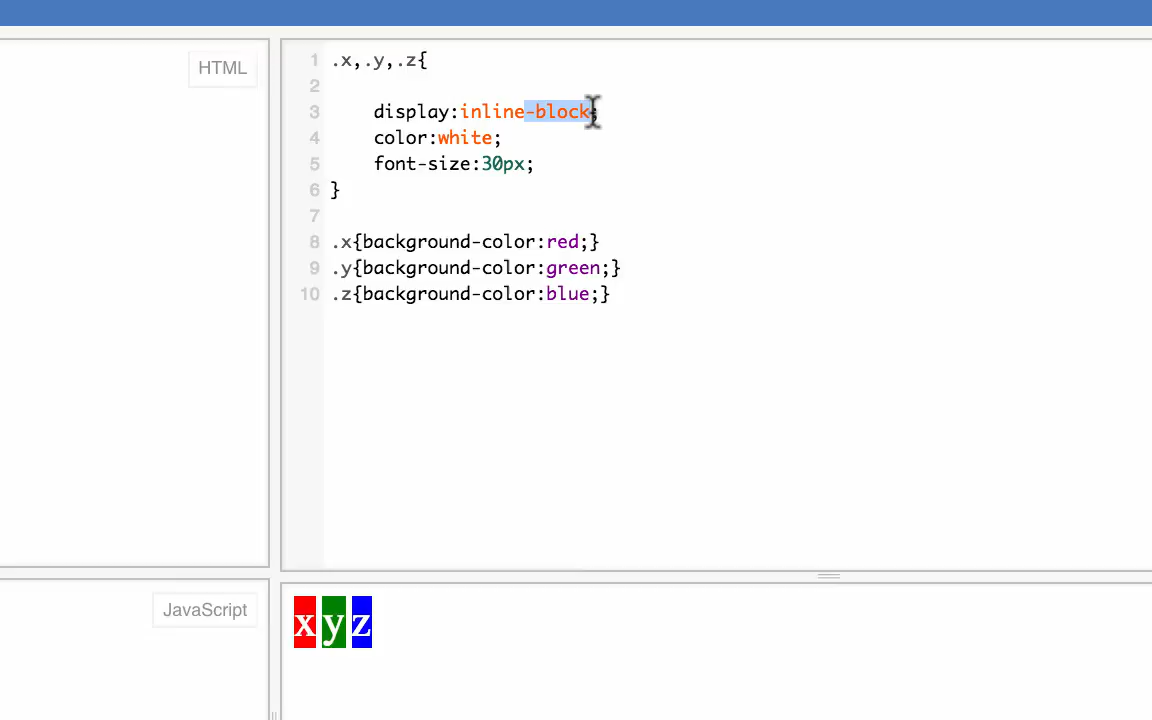 HTML
1 .x,.y,.z{
2
3 display:inline-block;
4 color:white;
5 font-size:30px;
6 }
7
8 .x{background-color:red;}
9 .y{background-color:green;}
10 .z{background-color:blue;}
JavaScript
x y z